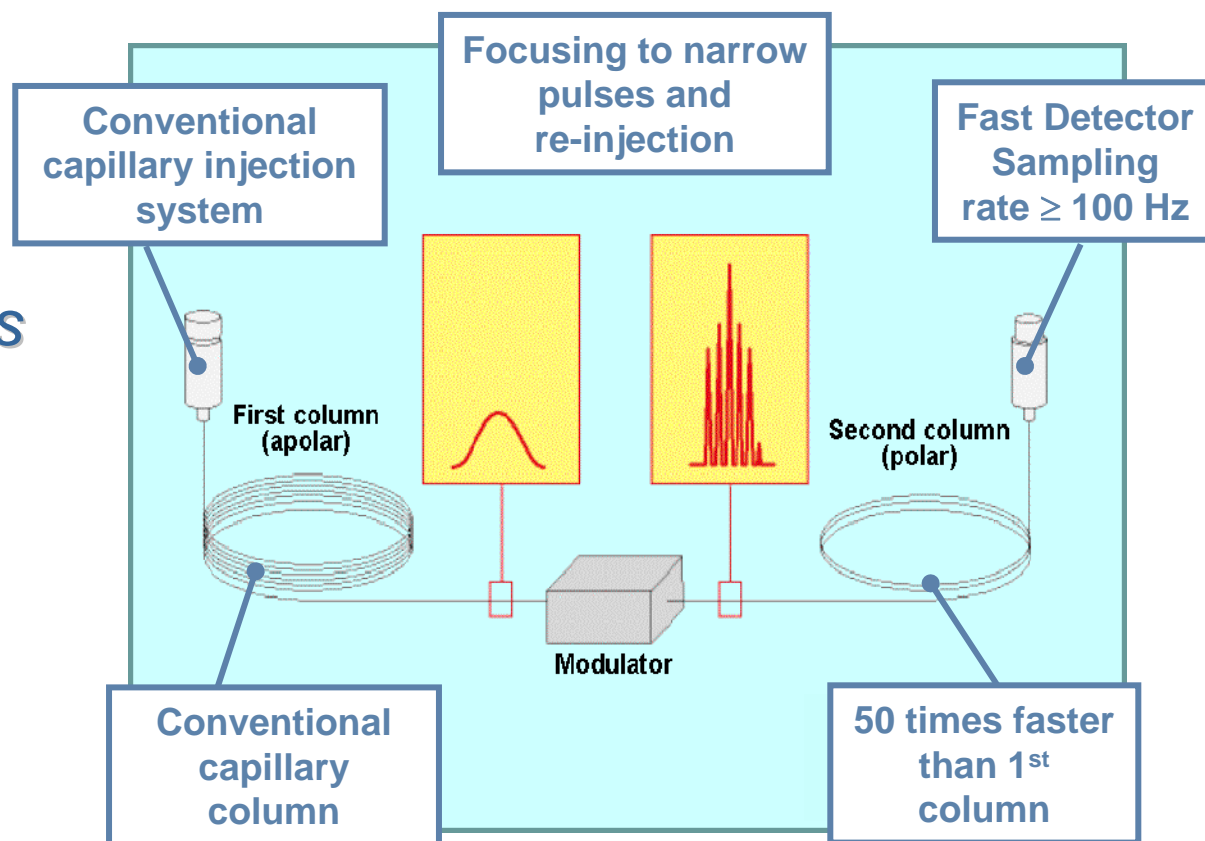 Focusing to narrow
pulses and
re-injection
Conventional
capillary injection
system
Fast Detector
Sampling
rate ≥ 100 Hz
s
First column
(apolar)
Second column
(polar)
Modulator
Conventional
capillary
column
50 times faster
than 1st
column